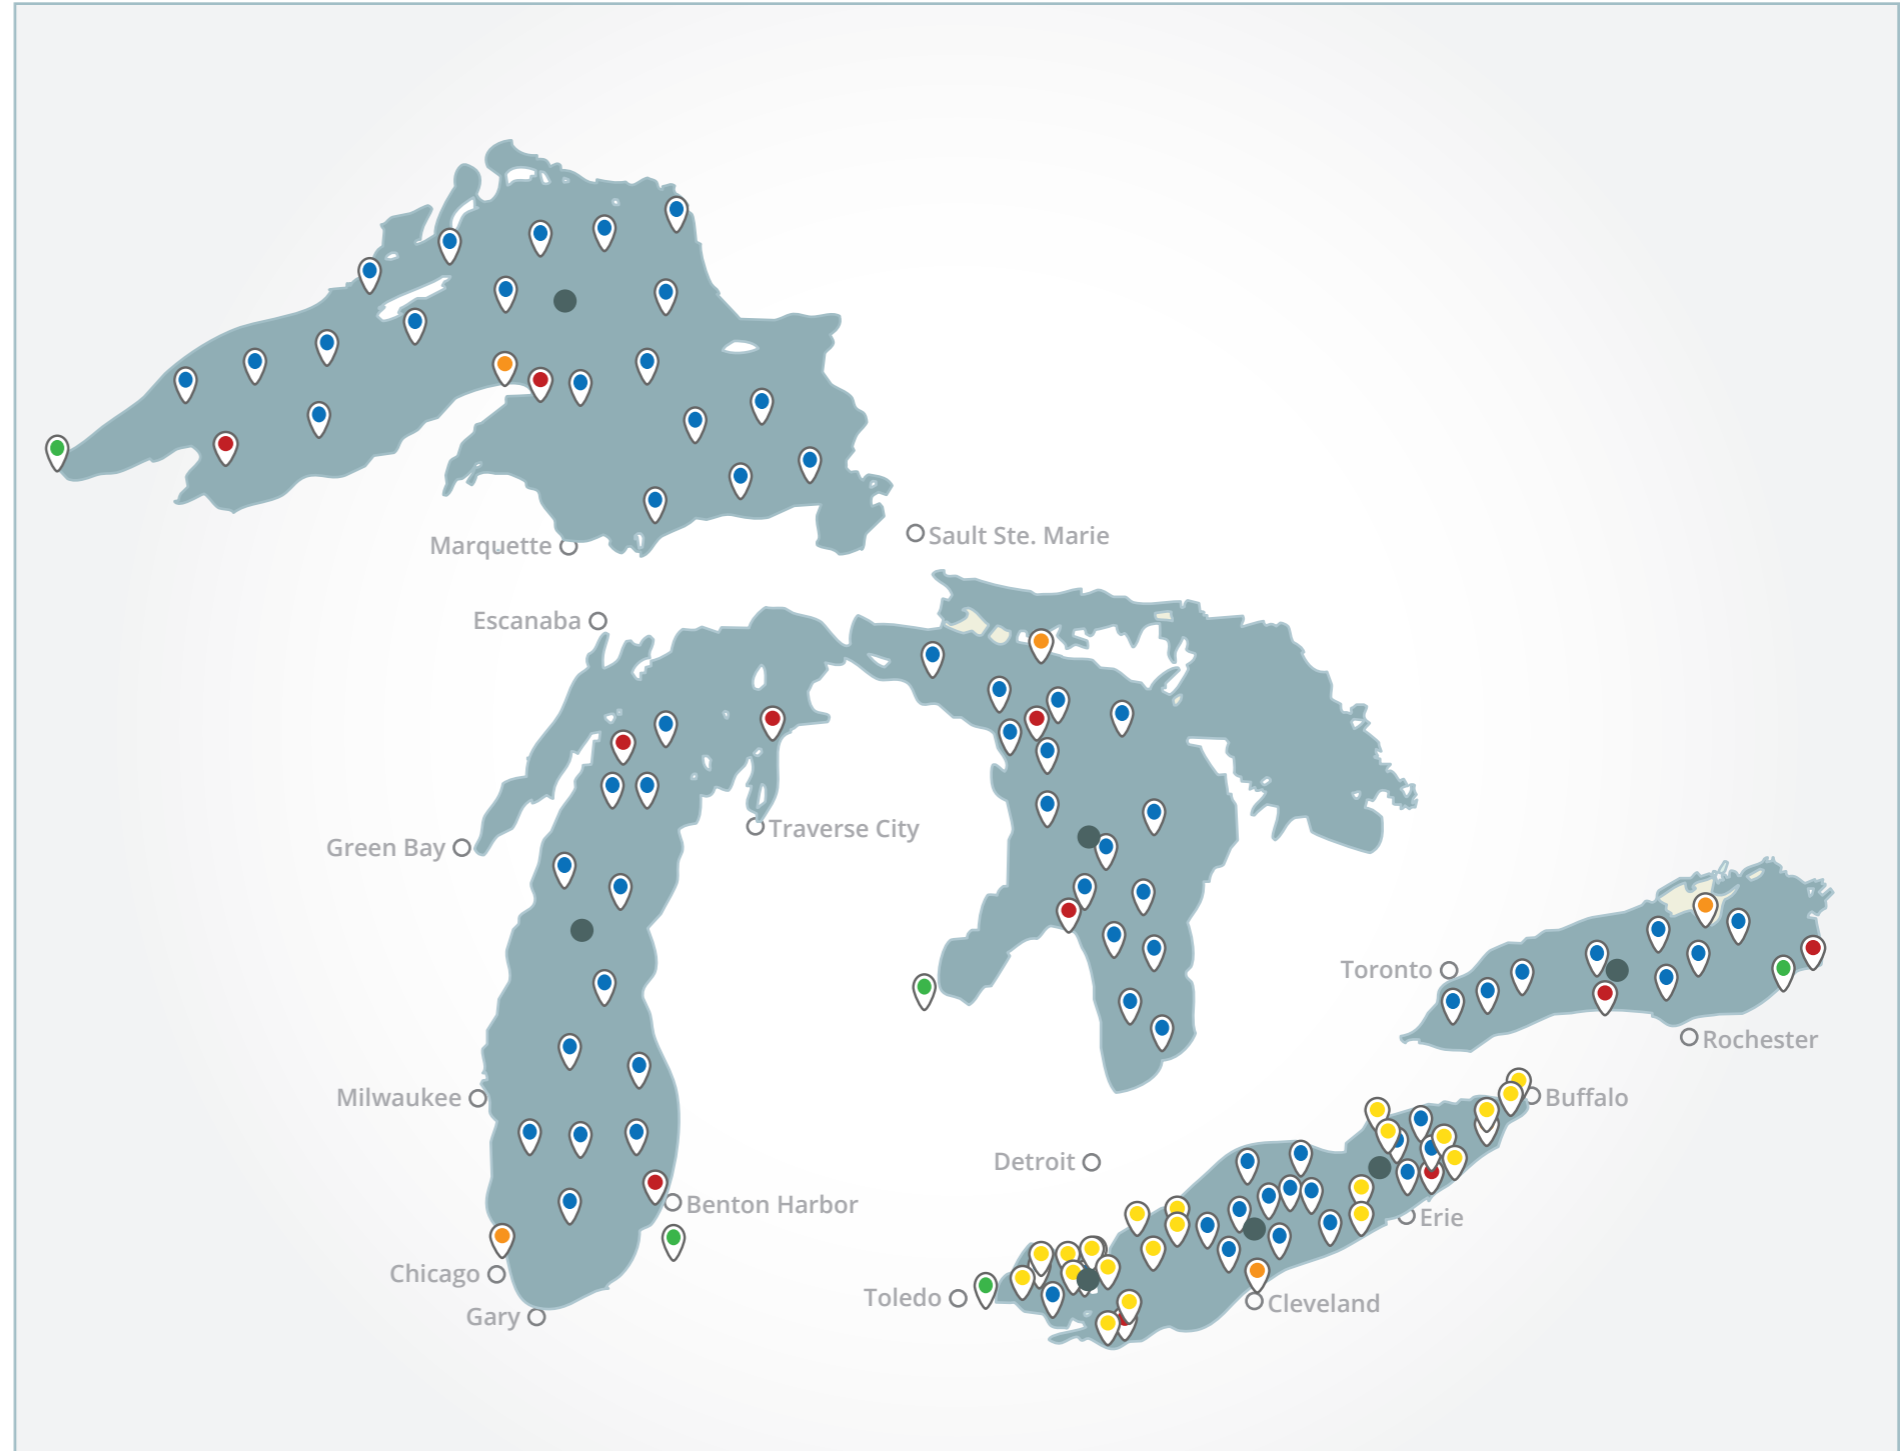 Marquette
Sault Ste. Marie
Escanaba
Traverse City
Green Bay
Toronto
Rochester
Milwaukee
Buffalo
Detroit
Benton Harbor
Erie
Chicago
Toledo
Cleveland
Gary